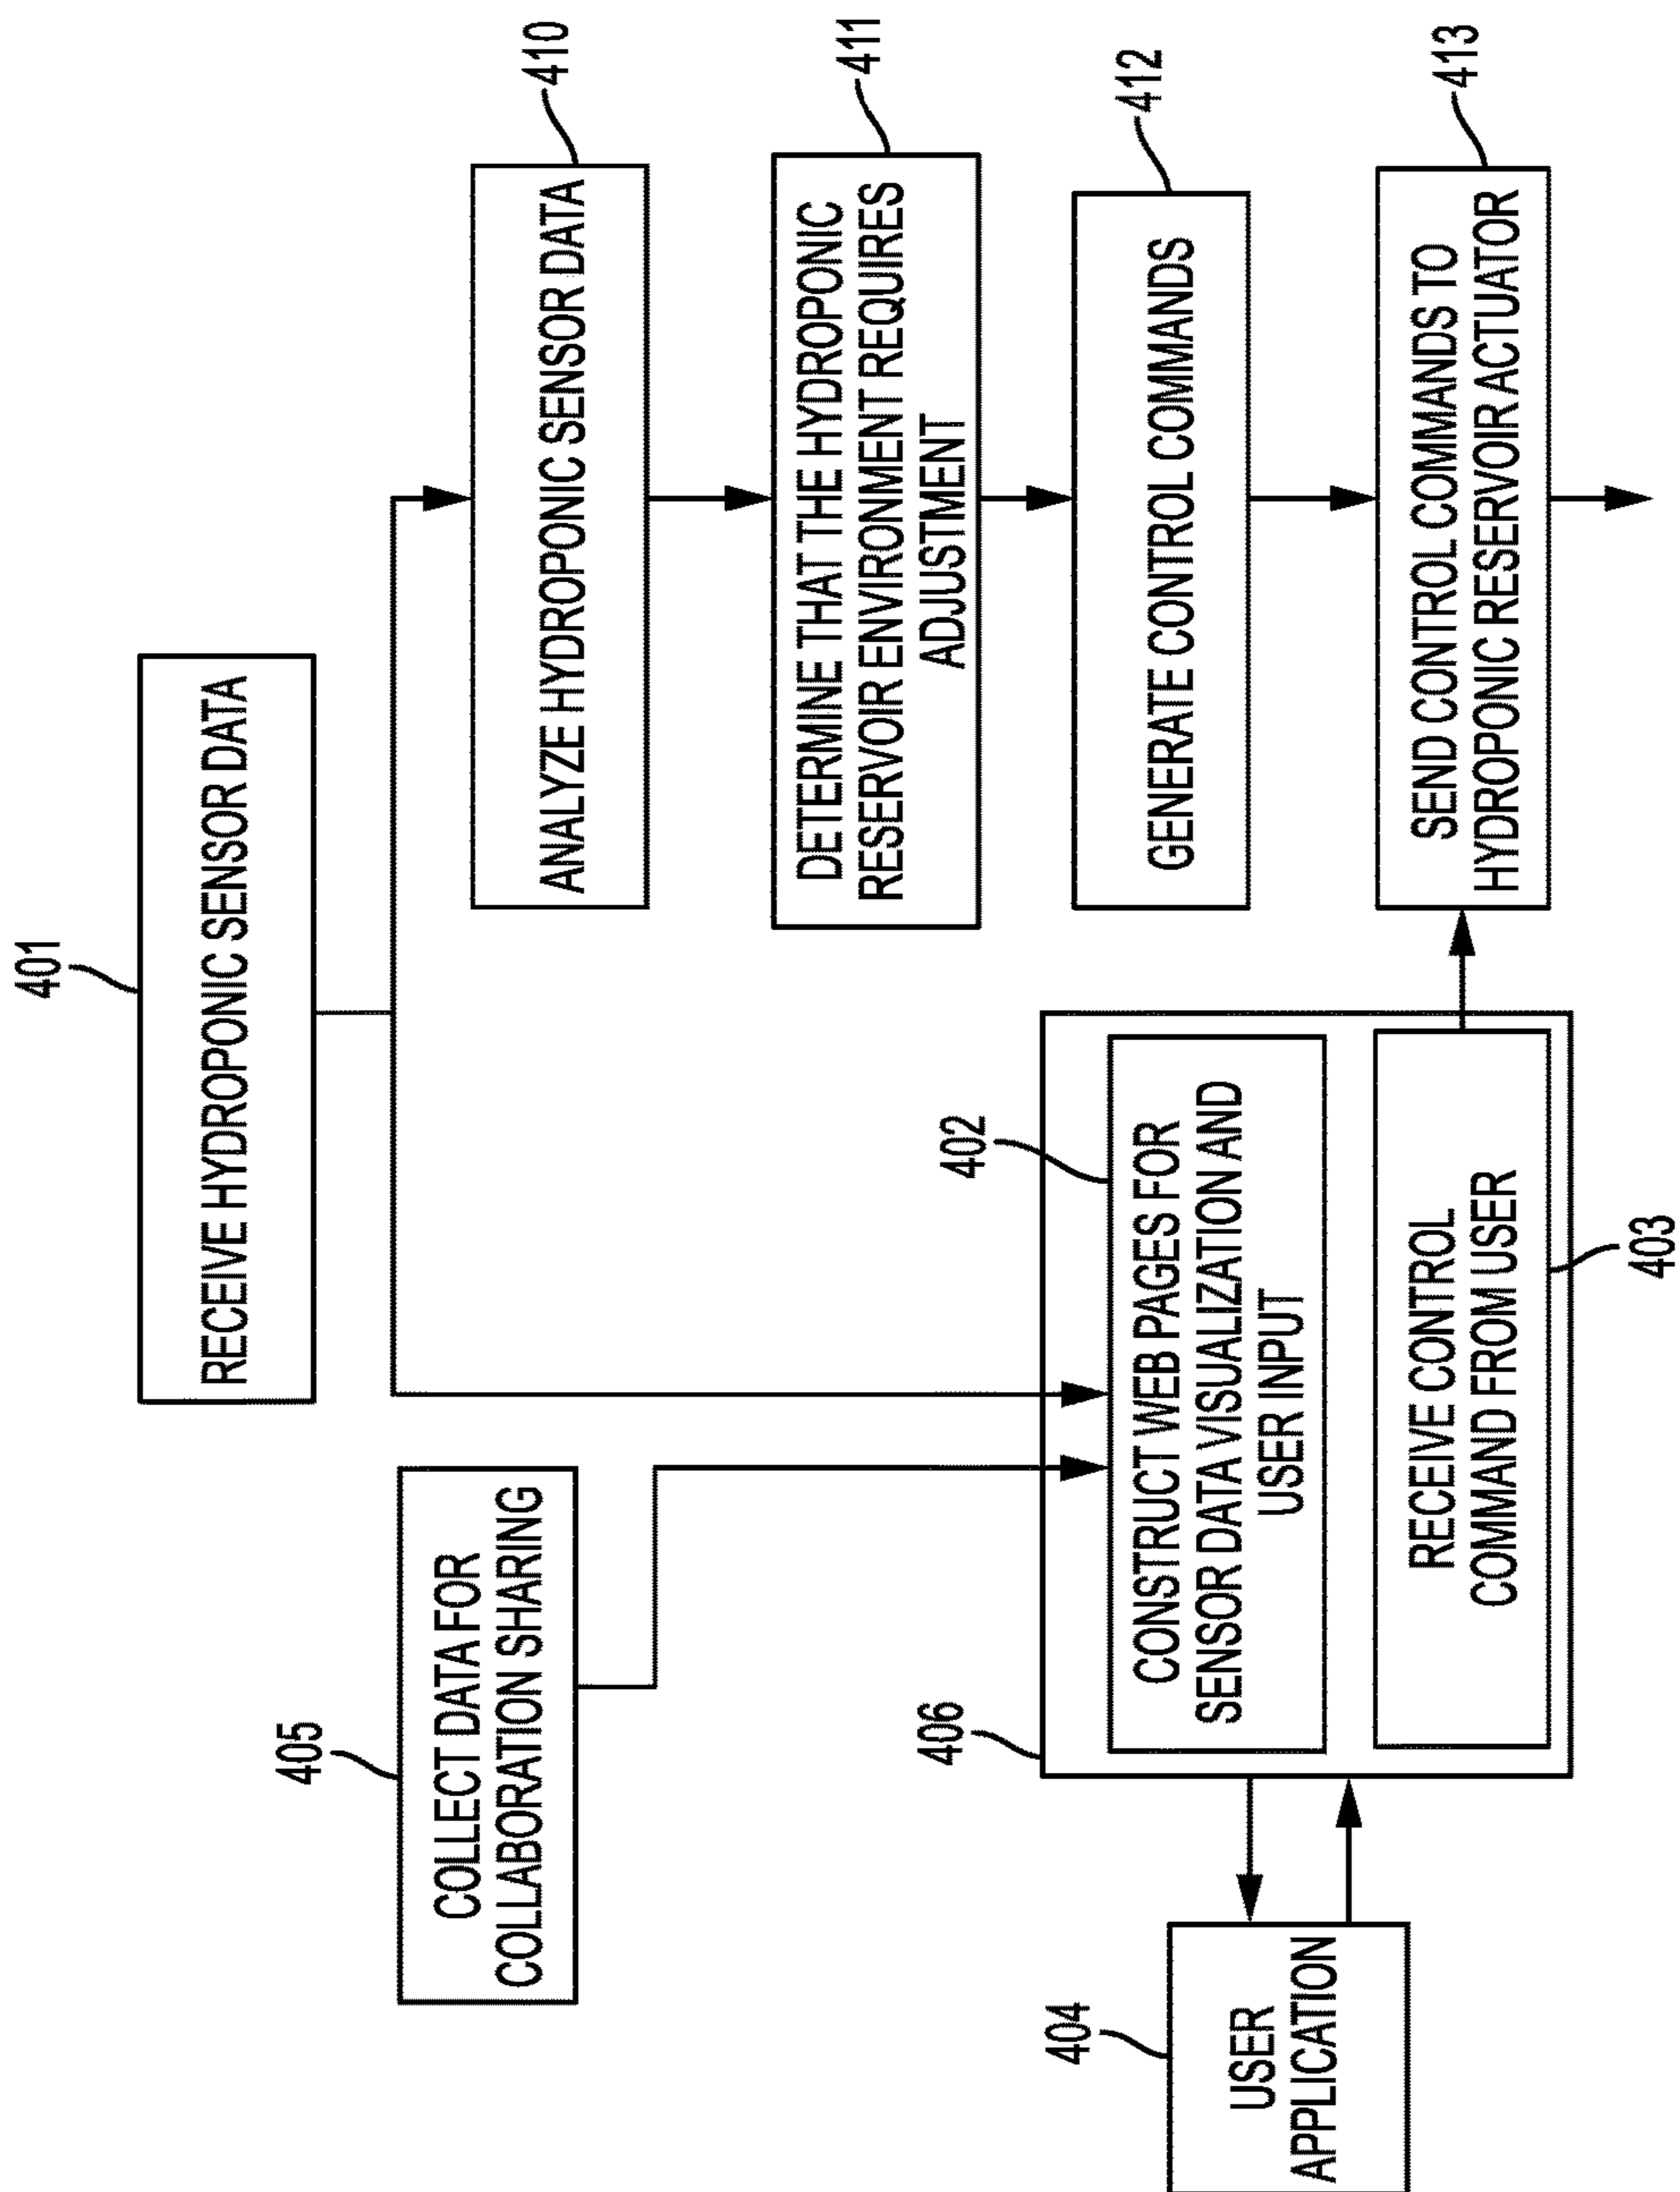 401
RECEIVE HYDROPONIC SENSOR DATA
405
COLLECT DATA FOR
COLLABORATION SHARING
410
ANALYZE HYDROPONIC SENSOR DATA
411
DETERMINE THAT THE HYDROPONIC
RESERVOIR ENVIRONMENT REQUIRES
ADJUSTMENT
404
USER
APPLICATION
406
402
CONSTRUCT WEB PAGES FOR
SENSOR DATA VISUALIZATION AND
USER INPUT
RECEIVE CONTROL
COMMAND FROM USER
403
412
GENERATE CONTROL COMMANDS
413
SEND CONTROL COMMANDS TO
HYDROPONIC RESERVOIR ACTUATOR